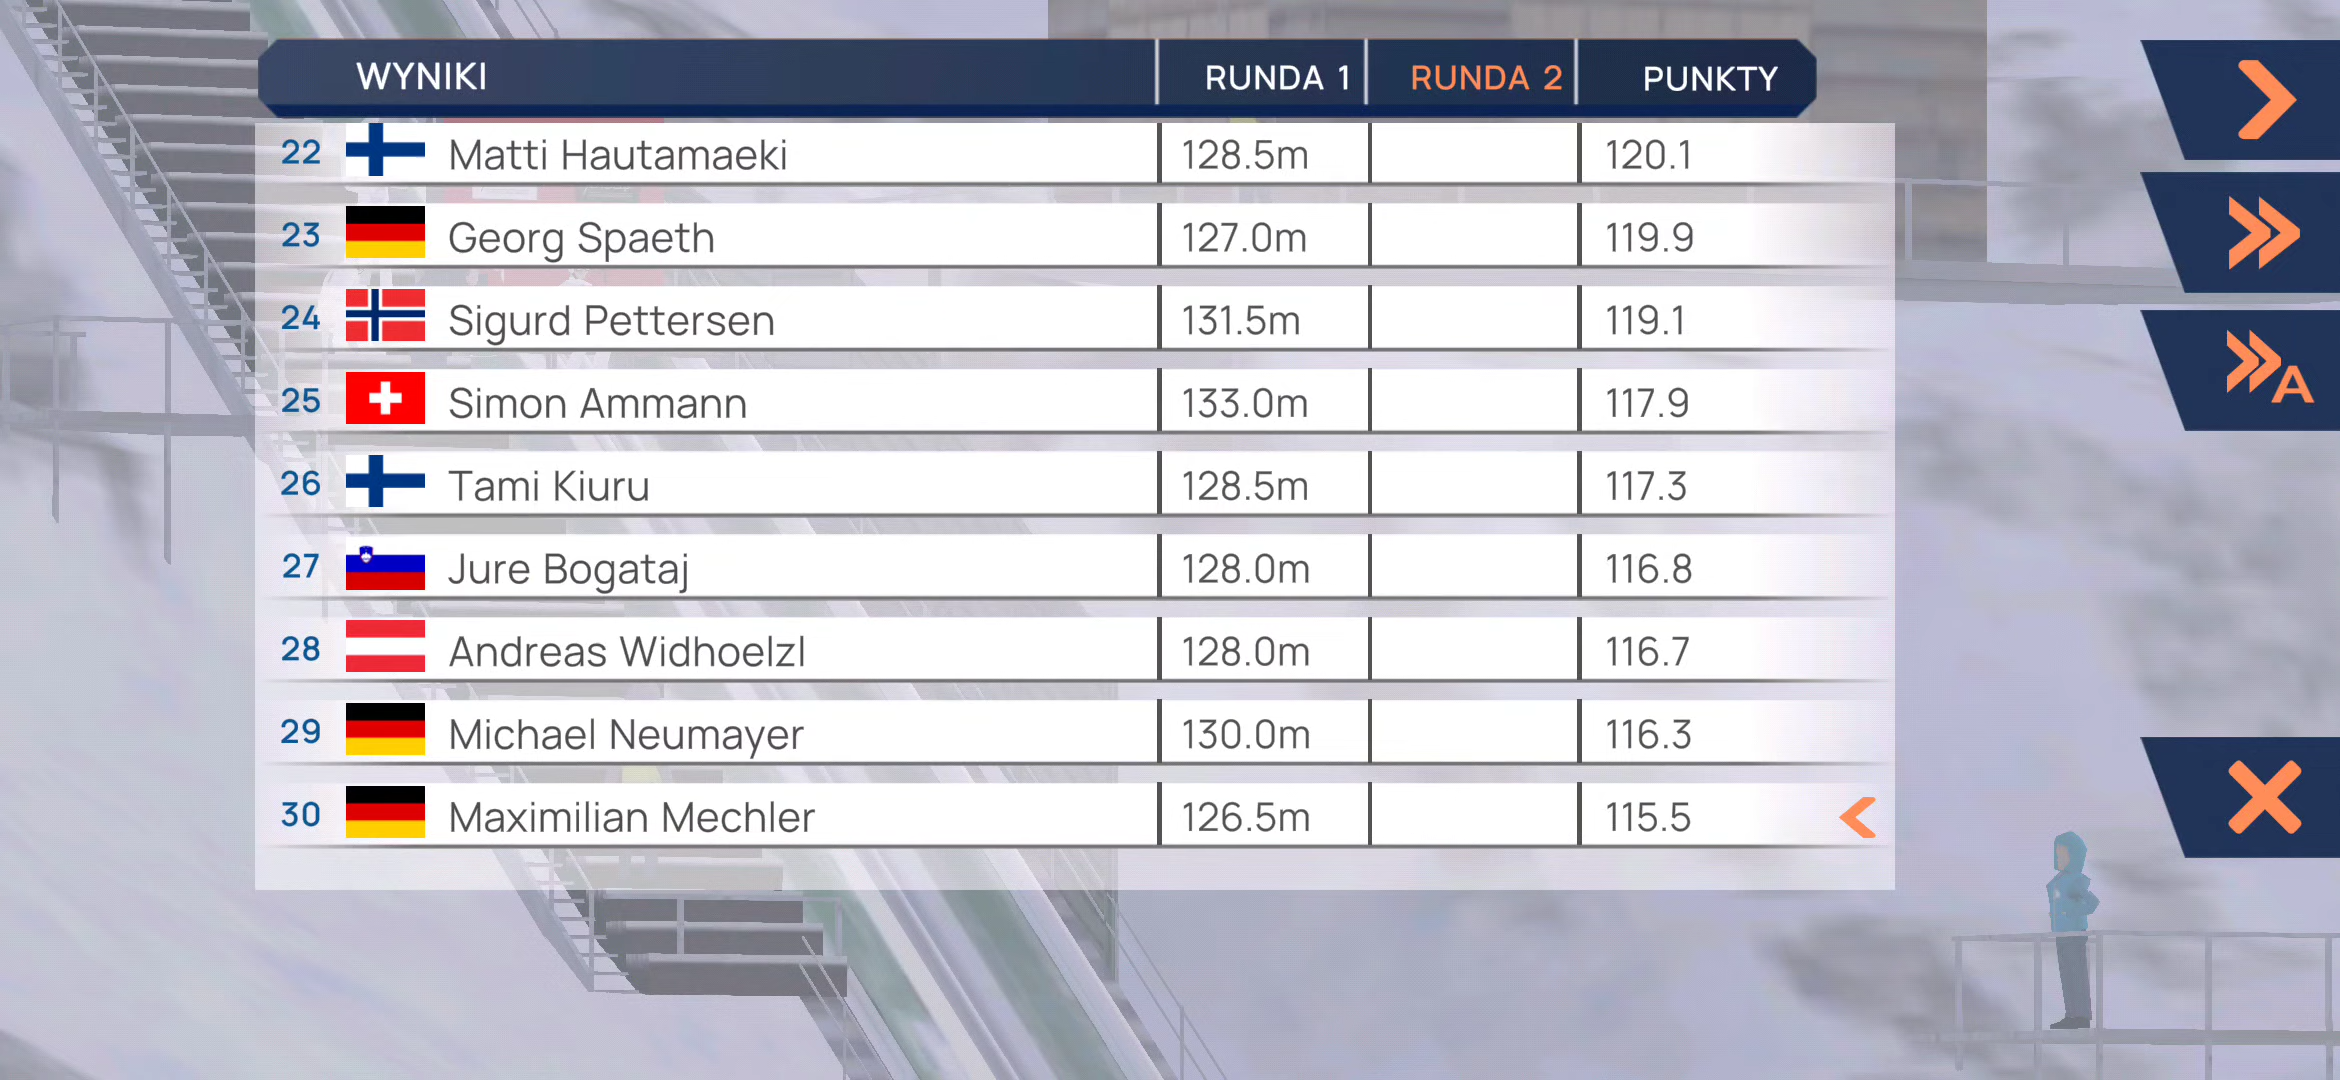 WYNIKI RUNDA 1 RUNDA 2 PUNKTY
22 Matti Hautamaeki 128.5m 120.1
23 Georg Spaeth 127.0m 119.9
24 Sigurd Pettersen 131.5m 119.1
25 Simon Ammann 133.0m 117.9
26 Tami Kiuru 128.5m 117.3
27 Jure Bogataj 128.0m 116.8
28 Andreas Widhoelzl 128.0m 116.7
29 Michael Neumayer 130.0m 116.3
30 Maximilian Mechler 126.5m 115.5
A